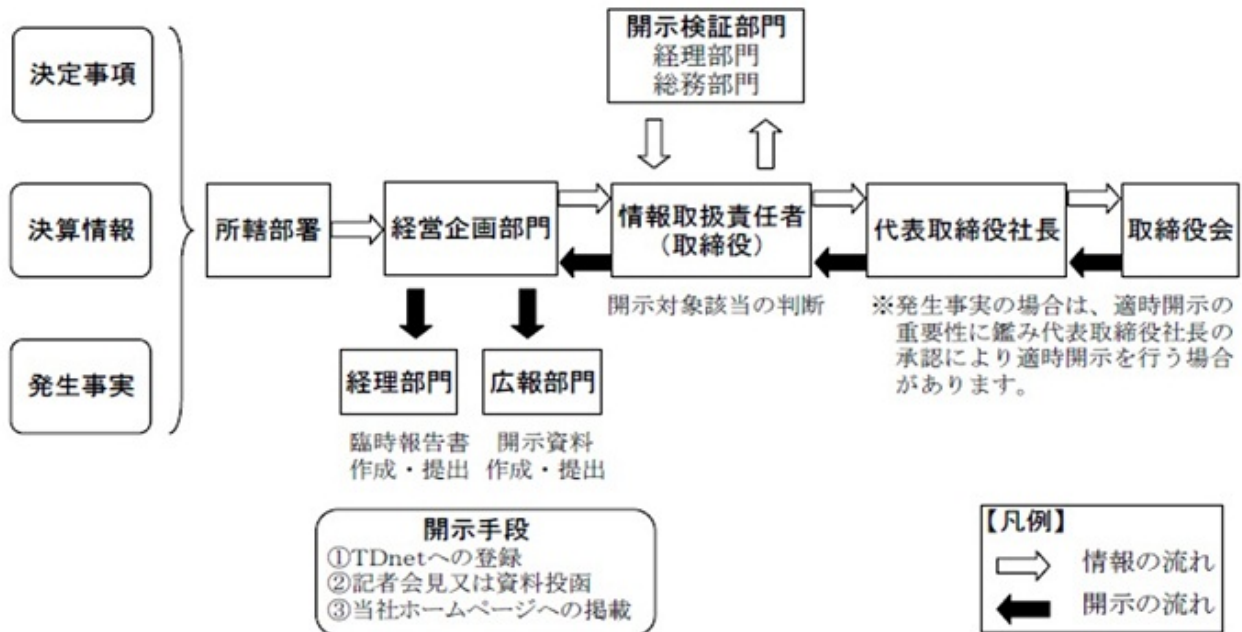 開示検証部門
経理部門
総務部門
決定事項
決算情報
発生事実
所轄部署
経営企画部門
情報取扱責任者
（取締役）
代表取締役社長
取締役会
開示対象該当の判断
※発生事実の場合は、適時開示の
重要性に鑑み代表取締役社長の
承認により適時開示を行う場合
があります。
経理部門
広報部門
臨時報告書
作成・提出
開示資料
作成・提出
開示手段
①TDnetへの登録
②記者会見又は資料投函
③当社ホームページへの掲載
【凡例】
情報の流れ
開示の流れ